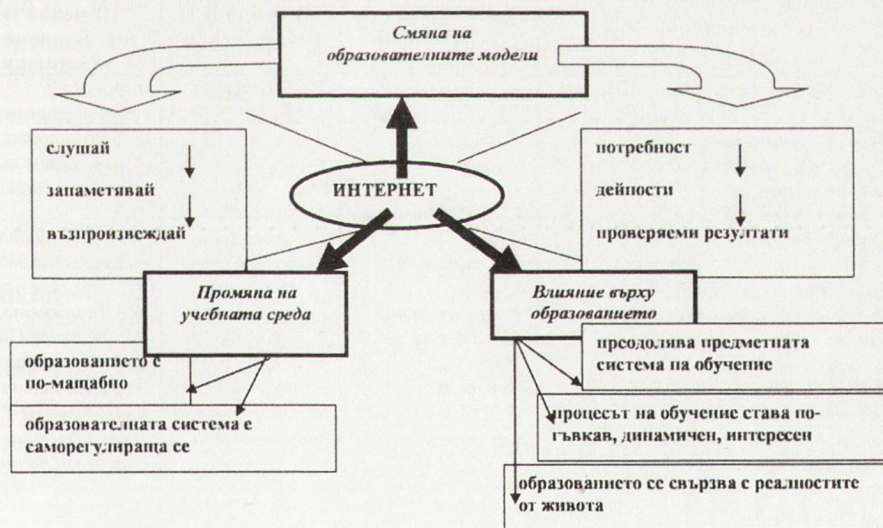 Смяна на
образователните модели
слушай
запаметявай
възпроизвеждай
ИНТЕРНЕТ
потребност
дейности
проверяеми резултати
Промяна на
учебната среда
Влияние върху
образованието
образованието е
по-мащабно
образователната система е
саморегулираща се
преодолива предметната
система на обучение
процесът на обучение става по-
гъвкав, динамичен, интересен
образованието се свързва с реалностите
от живота